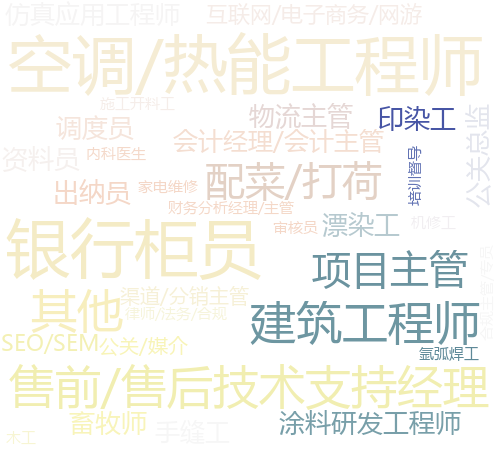 仿真应用工程师
互联网/电子商务/网游
空调/热能工程师
施工开料工
物流主管
印染工
公关总监
调度员
会计经理/会计主管
资料员
内科医生
培训督导
出纳员
家电维修
配菜/打荷
财务分析经理/主管
审核员
漂染工
机修工
银行柜员
项目主管
其他
渠道/分销主管
律师/法务/合规
建筑工程师
SEO/SEM
公关/媒介
氩弧焊工
售前/售后技术支持经理
畜牧师
手缝工
涂料研发工程师
木工